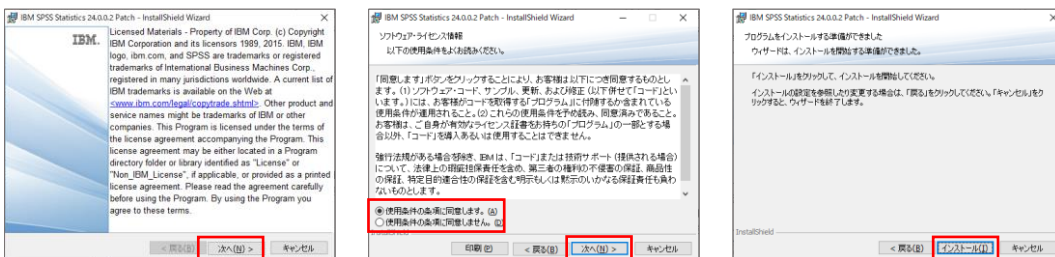 IBM SPSS Statistics 24.0.0.2 Patch - InstallShield Wizard
IBM.
Licensed Materials - Property of IBM Corp. (c) Copyright
IBM Corporation and its licensors 1989, 2015. IBM, IBM
logo, ibm.com, and SPSS are trademarks or registered
trademarks of International Business Machines Corp.,
registered in many jurisdictions worldwide. A current list of
IBM trademarks is available on the Web at
<www.ibm.com/legal/copytrade.shtml>. Other product and
service names might be trademarks of IBM or other
companies. This Program is licensed under the terms of
the license agreement accompanying the Program. This
license agreement may be either located in a Program
directory folder or library identified as "License" or
"Non_IBM_License", if applicable, or provided as a printed
license agreement. Please read the agreement carefully
before using the Program. By using the Program you
agree to these terms.
< 戻る(B) 次へ(N) > キャンセル
IBM SPSS Statistics 24.0.0.2 Patch - InstallShield Wizard
ソフトウェア・ライセンス情報
以下の使用条件をよくお読みください。
「同意します」ボタンをクリックすることにより、お客様は以下につき同意するものとし
ます。(1)ソフトウェア・コード、サンプル、更新、および修正 (以下併せて「コード」とい
います。)には、お客様がコードを取得する「プログラム」に付随するか含まれている
使用条件が適用されること。(2)これらの使用条件を予め読み、同意済みであること。
お客様は、ご自身が有効なライセンス証書をお持ちの「プログラム」の一部とする場
合以外、「コード」を導入あるいは使用することはできません。
強行法規がある場合を除き、IBM は、「コード」または技術サポート (提供される場合)
について、法律上の瑕疵担保責任を含め、第三者の権利の不侵害の保証、商品性
の保証、特定目的適合性の保証を含む明示もしくは黙示のいかなる保証責任も負わ
ないものとします。
使用条件の条項に同意します。(A)
使用条件の条項に同意しません。(D)
InstallShield
印刷(P) < 戻る(B) 次へ(N) > キャンセル
IBM SPSS Statistics 24.0.0.2 Patch - InstallShield Wizard
プログラムをインストールする準備ができました
ウィザードは、インストールを開始する準備ができました。
「インストール」をクリックして、インストールを開始してください。
インストールの設定を参照したり変更する場合は、「戻る」をクリックしてください。「キャンセル」をク
リックすると、ウィザードを終了します。
InstallShield
< 戻る(B) インストール(I) キャンセル